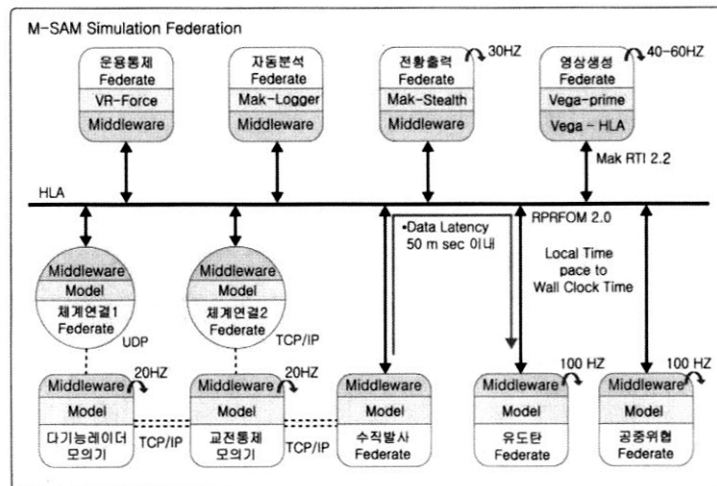 M-SAM Simulation Federation
운용통제
Federate
VR-Force
Middleware
자동분석
Federate
Mak-Logger
Middleware
전황출력
Federate
Mak-Stealth
Middleware
30HZ
영상생성
Federate
Vega-prime
Vega - HLA
40-60HZ
Mak RTI 2.2
HLA
RPRFOM 2.0
•Data Latency
50 m sec 이내
Local Time
pace to
Wall Clock Time
Middleware
Model
체계연결1
Federate
UDP
Middleware
Model
체계연결2
Federate
TCP/IP
20HZ
Middleware
Model
다기능레이더
모의기
TCP/IP
20HZ
Middleware
Model
교전통제
모의기
TCP/IP
Middleware
Model
수직발사
Federate
100 HZ
Middleware
Model
유도탄
Federate
100 HZ
Middleware
Model
공중위협
Federate